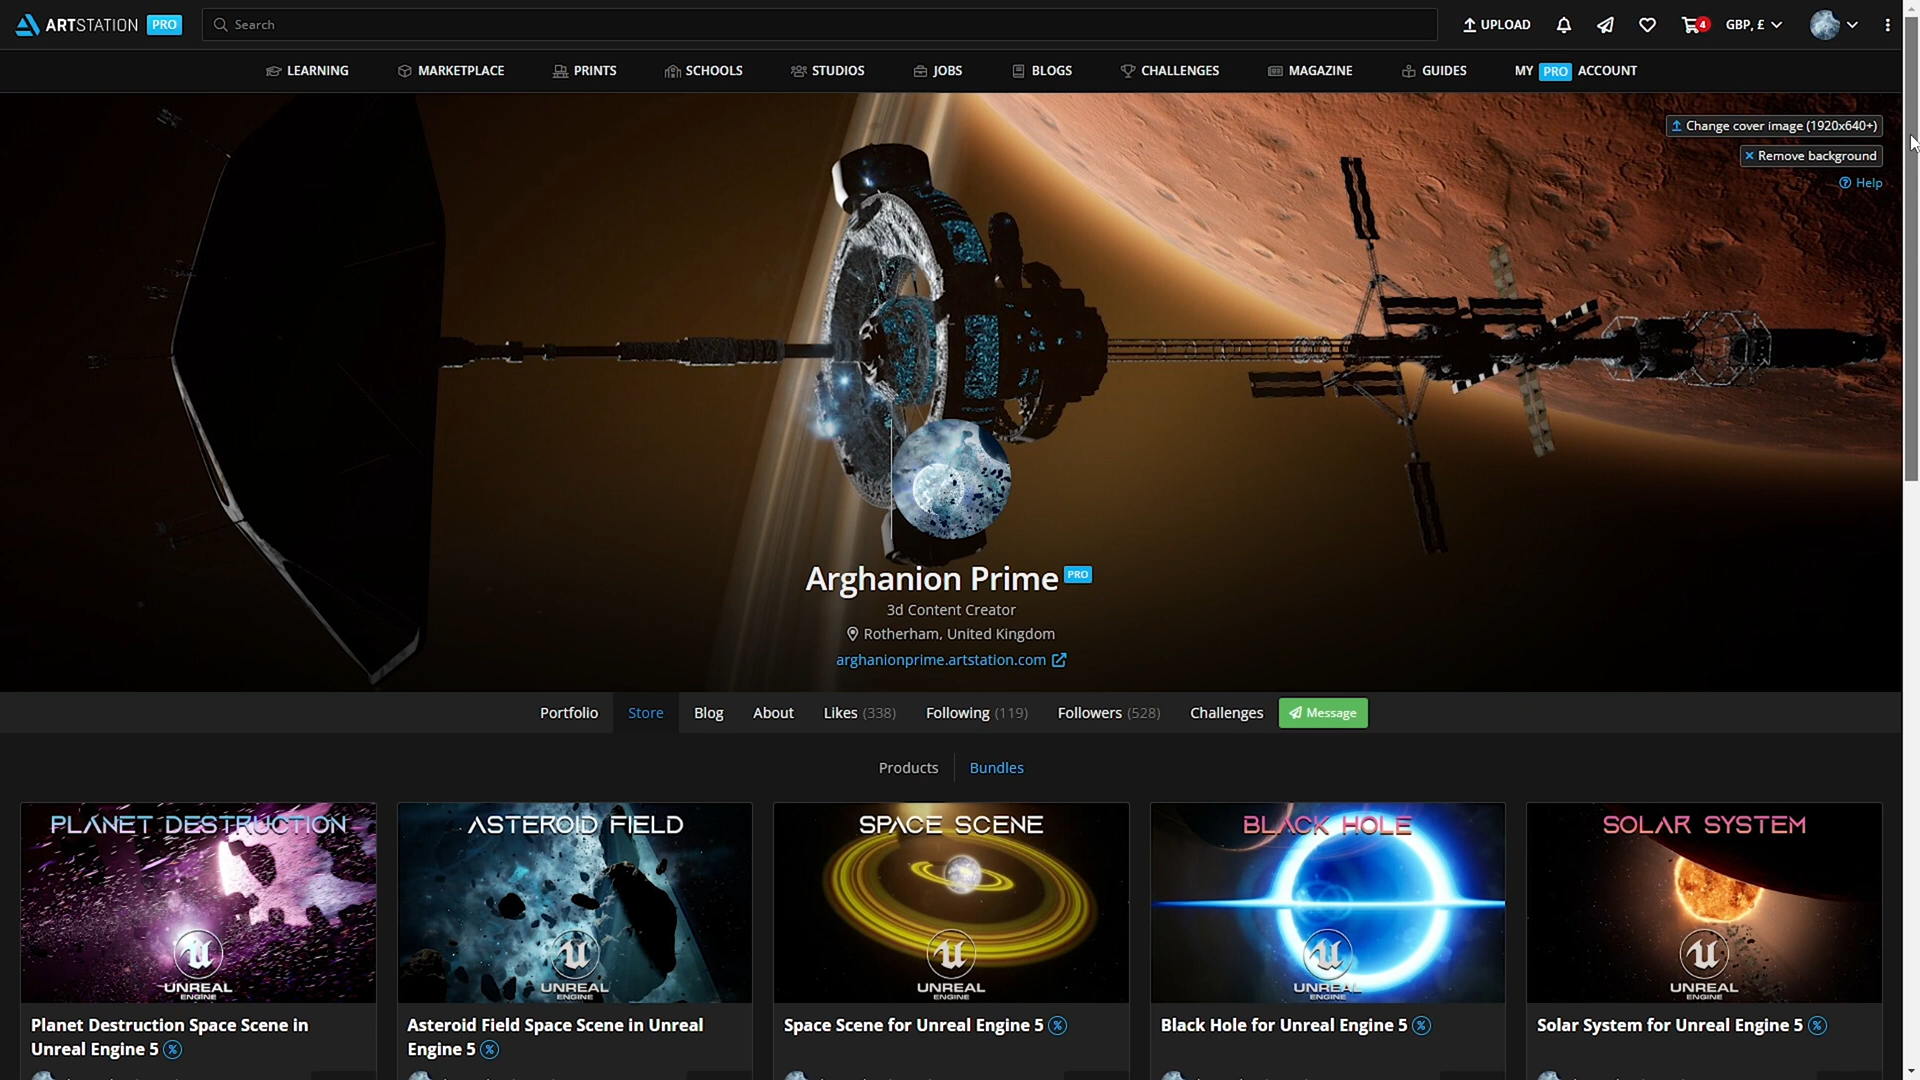 ARTSTATION PRO
Search
UPLOAD
4
GBP, £
LEARNING
MARKETPLACE
PRINTS
SCHOOLS
STUDIOS
JOBS
BLOGS
CHALLENGES
MAGAZINE
GUIDES
MY PRO ACCOUNT
Change cover image (1920x640+)
Remove background
Help
Arghanion Prime PRO
3d Content Creator
Rotherham, United Kingdom
arghanionprime.artstation.com
Portfolio
Store
Blog
About
Likes (338)
Following (119)
Followers (528)
Challenges
Message
Products
Bundles
PLANET DESTRUCTION
UNREAL
ENGINE
ASTEROID FIELD
UNREAL
ENGINE
SPACE SCENE
UNREAL
ENGINE
BLACK HOLE
UNREAL
ENGINE
SOLAR SYSTEM
UNREAL
ENGINE
Planet Destruction Space Scene in
Unreal Engine 5
Asteroid Field Space Scene in Unreal
Engine 5
Space Scene for Unreal Engine 5
Black Hole for Unreal Engine 5
Solar System for Unreal Engine 5